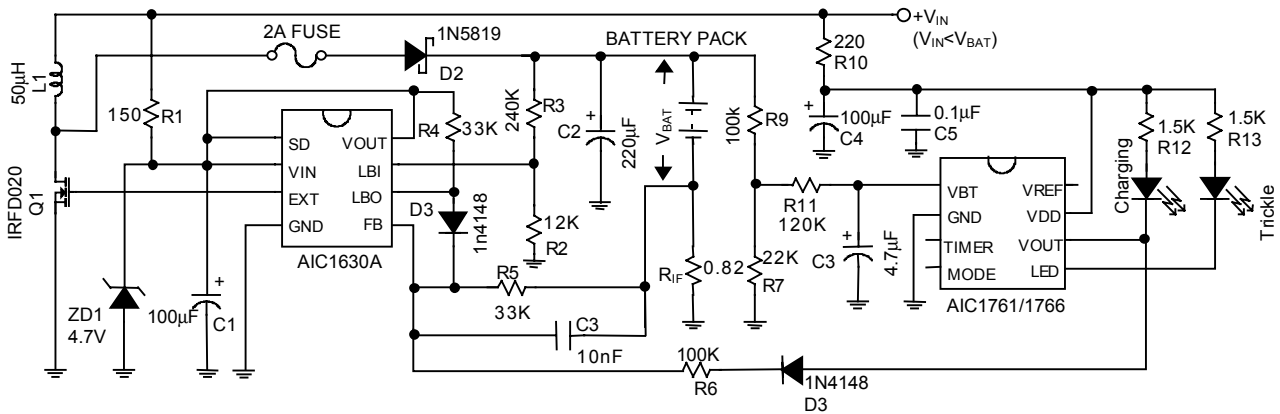 +VIN
(VIN<VBAT)
2A FUSE
1N5819
D2
BATTERY PACK
220
R10
50µH
L1
150
R1
R4
33K
240K
R3
C2
220µF
VBAT
100k
R9
100µF
C4
0.1µF
C5
1.5K
R12
1.5K
R13
Charging
Trickle
SD
VIN
EXT
GND
VOUT
LBI
LBO
FB
AIC1630A
IRFD020
Q1
D3
1n4148
12K
R2
R11
120K
C3
4.7µF
VBT
GND
TIMER
MODE
VREF
VDD
VOUT
LED
AIC1761/1766
ZD1
4.7V
100µF
C1
R5
33K
RIF
0.82
22K
R7
C3
10nF
100K
R6
1N4148
D3